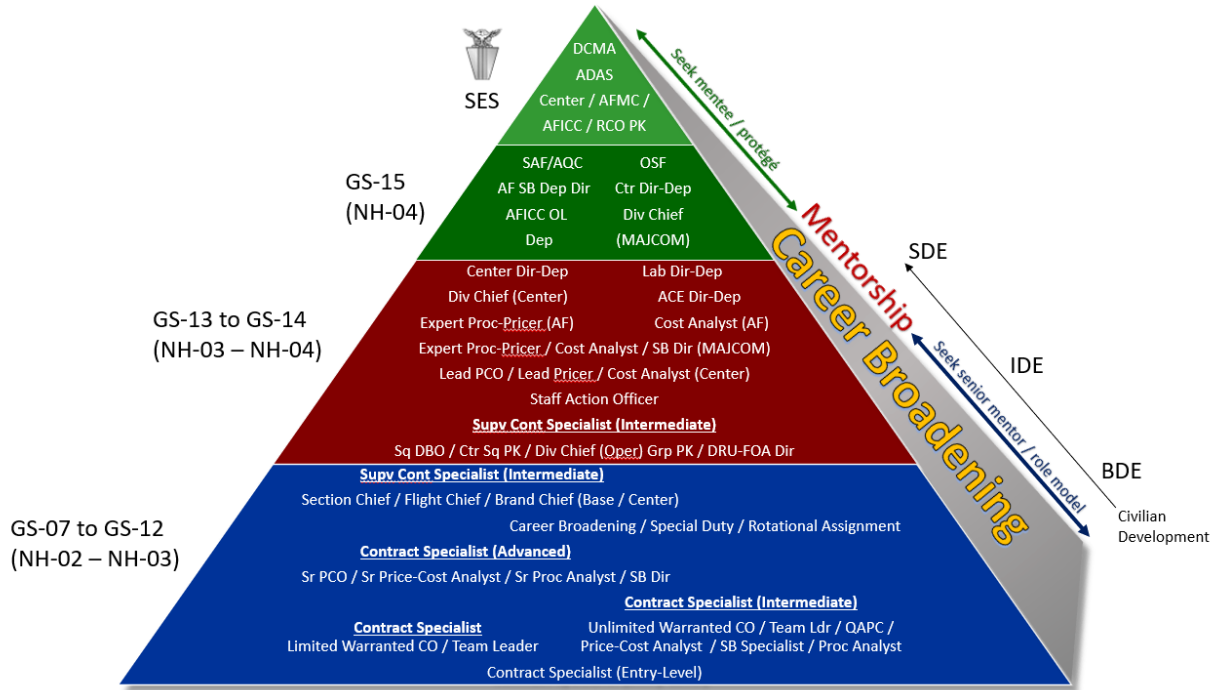 SES
DCMA
ADAS
Center / AFMC /
AFICC / RCO PK
GS-15
(NH-04)
SAF/AQC
AF SB Dep Dir
AFICC OL
Dep
OSF
Ctr Dir-Dep
Div Chief
(MAJCOM)
GS-13 to GS-14
(NH-03 – NH-04)
Center Dir-Dep
Lab Dir-Dep
Div Chief (Center)
ACE Dir-Dep
Expert Proc-Pricer (AF)
Cost Analyst (AF)
Expert Proc-Pricer / Cost Analyst / SB Dir (MAJCOM)
Lead PCO / Lead Pricer / Cost Analyst (Center)
Staff Action Officer
Supv Cont Specialist (Intermediate)
Sq DBO / Ctr Sq PK / Div Chief (Oper) Grp PK / DRU-FOA Dir
GS-07 to GS-12
(NH-02 – NH-03)
Supv Cont Specialist (Intermediate)
Section Chief / Flight Chief / Brand Chief (Base / Center)
Career Broadening / Special Duty / Rotational Assignment
Contract Specialist (Advanced)
Sr PCO / Sr Price-Cost Analyst / Sr Proc Analyst / SB Dir
Contract Specialist (Intermediate)
Unlimited Warranted CO / Team Ldr / QAPC /
Price-Cost Analyst / SB Specialist / Proc Analyst
Contract Specialist
Limited Warranted CO / Team Leader
Contract Specialist (Entry-Level)
Seek mentee / protégé
Mentorship
Career Broadening
Seek senior mentor / role model
SDE
IDE
BDE
Civilian
Development